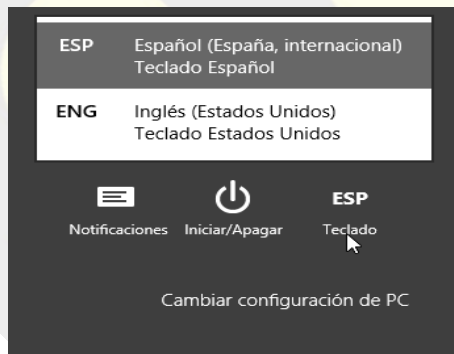 ESP Español (España, internacional)
Teclado Español
ENG Inglés (Estados Unidos)
Teclado Estados Unidos
ESP
Notificaciones Iniciar/Apagar Teclado
Cambiar configuración de PC